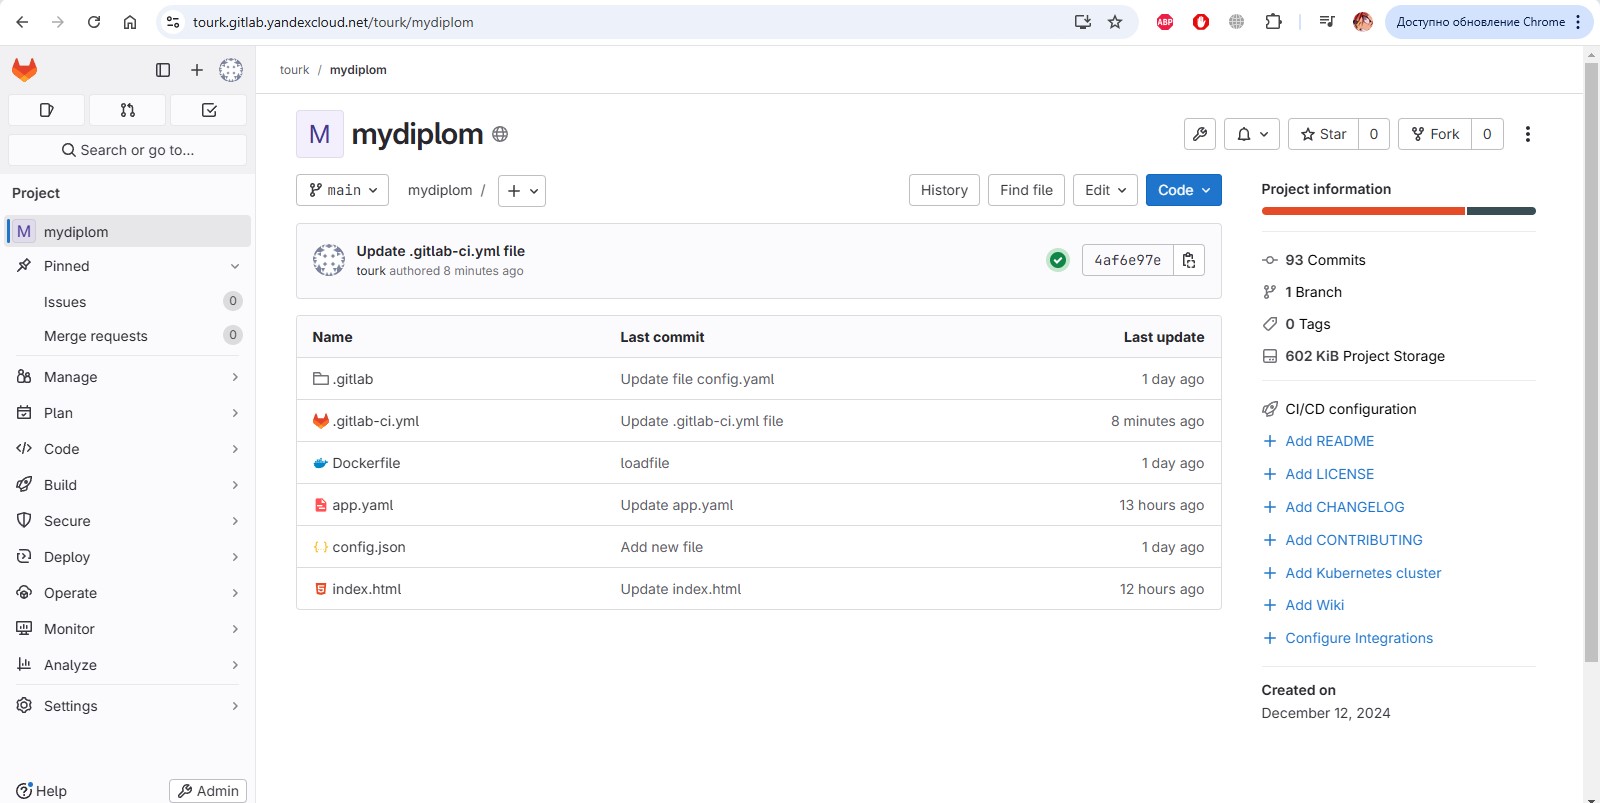 tourk.gitlab.yandexcloud.net/tourk/mydiplom
ABP
Доступно обновление Chrome
tourk / mydiplom
Search or go to...
Project
M mydiplom
Pinned
Issues 0
Merge requests 0
Manage
Plan
Code
Build
Secure
Deploy
Operate
Monitor
Analyze
Settings
Help
Admin
M mydiplom
Star 0
Fork 0
main
mydiplom /
History
Find file
Edit
Code
Update .gitlab-ci.yml file
tourk authored 8 minutes ago
4af6e97e
Name Last commit Last update
.gitlab Update file config.yaml 1 day ago
.gitlab-ci.yml Update .gitlab-ci.yml file 8 minutes ago
Dockerfile loadfile 1 day ago
app.yaml Update app.yaml 13 hours ago
config.json Add new file 1 day ago
index.html Update index.html 12 hours ago
Project information
93 Commits
1 Branch
0 Tags
602 KiB Project Storage
CI/CD configuration
Add README
Add LICENSE
Add CHANGELOG
Add CONTRIBUTING
Add Kubernetes cluster
Add Wiki
Configure Integrations
Created on
December 12, 2024